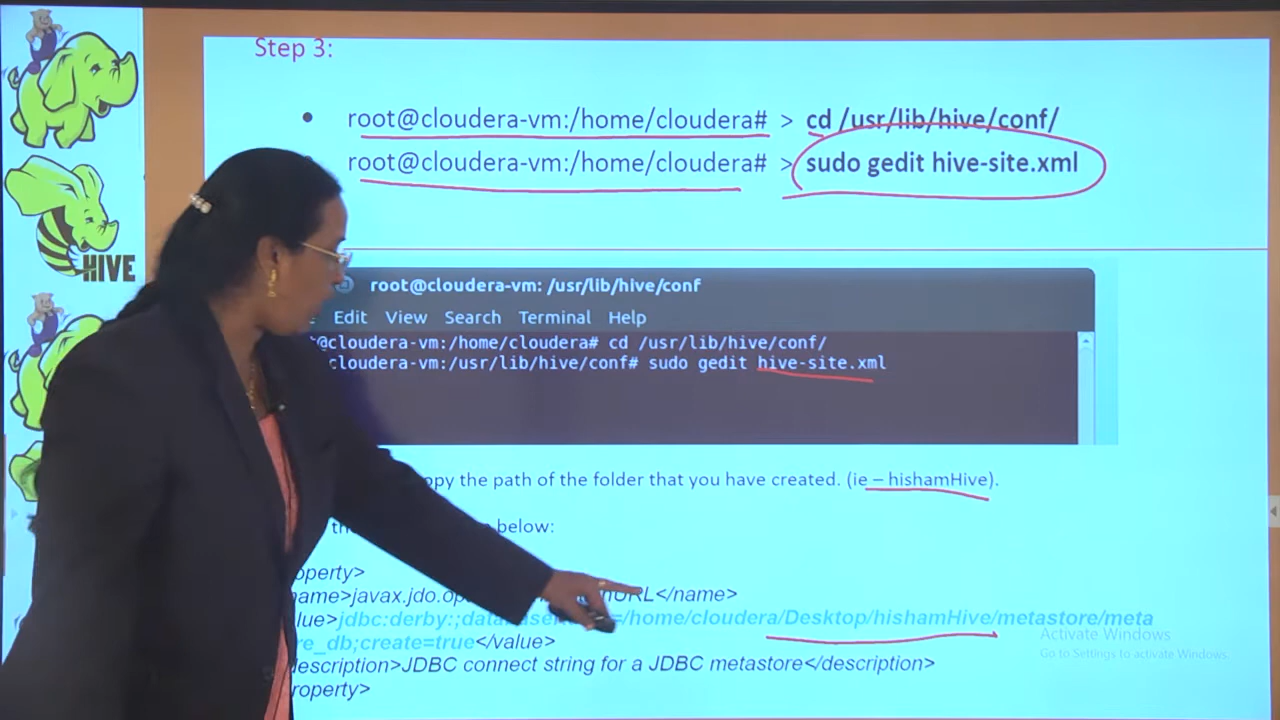 Step 3:
• root@cloudera-vm:/home/cloudera# > cd /usr/lib/hive/conf/
root@cloudera-vm:/home/cloudera# > sudo gedit hive-site.xml
HIVE
root@cloudera-vm: /usr/lib/hive/conf
Edit View Search Terminal Help
@cloudera-vm:/home/cloudera# cd /usr/lib/hive/conf/
cloudera-vm:/usr/lib/hive/conf# sudo gedit hive-site.xml
the path of the folder that you have created. (ie – hishamHive).
below:
operty>
name>javax.jdo.op URL</name>
alue>jdbc:derby:; =/home/cloudera/Desktop/hishamHive/metastore/meta
re_db;create=true</value>
description>JDBC connect string for a JDBC metastore</description>
roperty>
Activate Windows
Go to Settings to activate Windows.